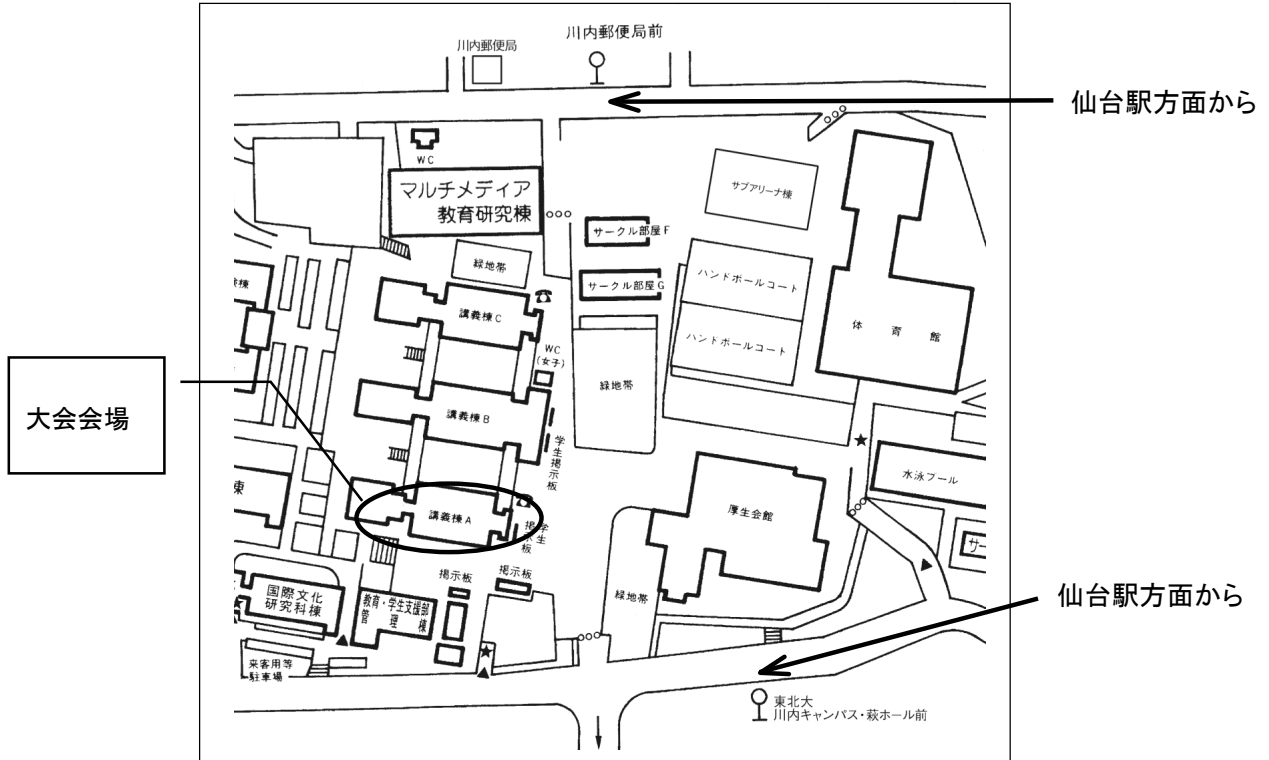 川内郵便局前
川内郵便局
仙台駅方面から
WC
マルチメディア
教育研究棟
サブアリーナ棟
サークル部屋F
緑地帯
ハンドボールコート
サークル部屋G
講義棟C
体育館
ハンドボールコート
WC
(女子)
緑地帯
大会会場
講義棟B
学生掲示板
水泳プール
棟
講義棟A
学生
掲示板
厚生会館
サー
掲示板
掲示板
国際文化
研究科棟
教育・学生支援部
管理棟
緑地帯
仙台駅方面から
来客用等
駐車場
東北大
川内キャンパス・萩ホール前